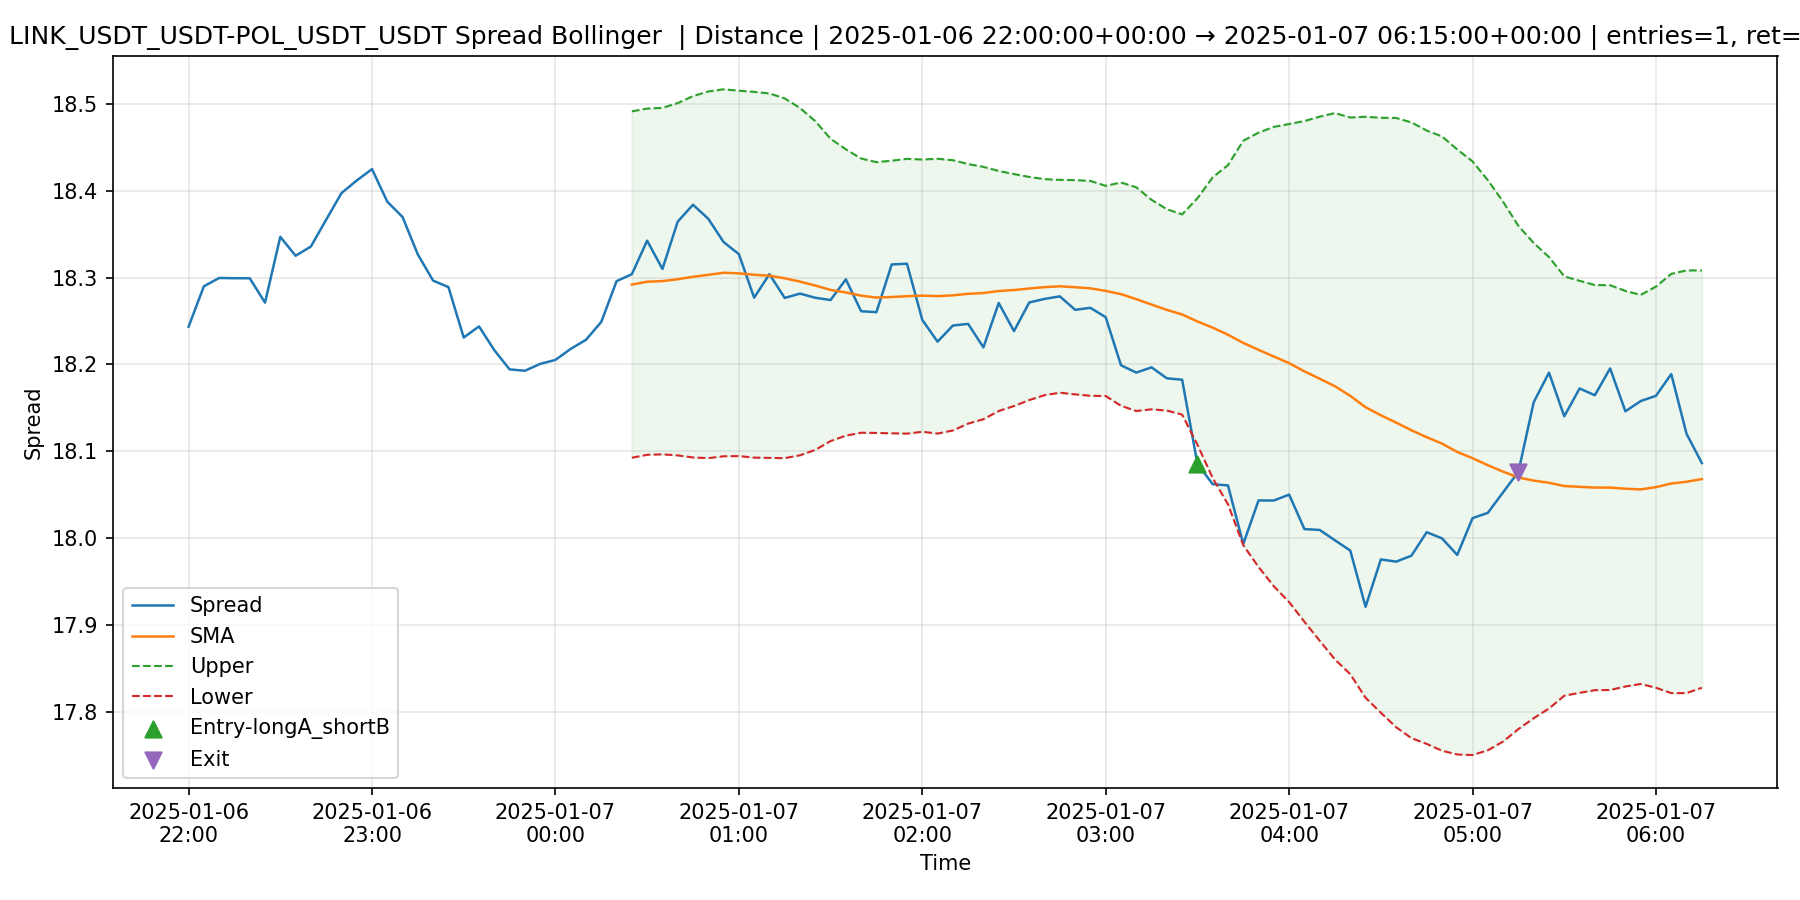 LINK_USDT_USDT-POL_USDT_USDT Spread Bollinger | Distance | 2025-01-06 22:00:00+00:00 → 2025-01-07 06:15:00+00:00 | entries=1, ret=
18.5
18.4
18.3
18.2
18.1
18.0
17.9
17.8
Spread
Spread
SMA
Upper
Lower
Entry-longA_shortB
Exit
2025-01-06 2025-01-06 2025-01-07 2025-01-07 2025-01-07 2025-01-07 2025-01-07 2025-01-07 2025-01-07
22:00 23:00 00:00 01:00 02:00 03:00 04:00 05:00 06:00
Time